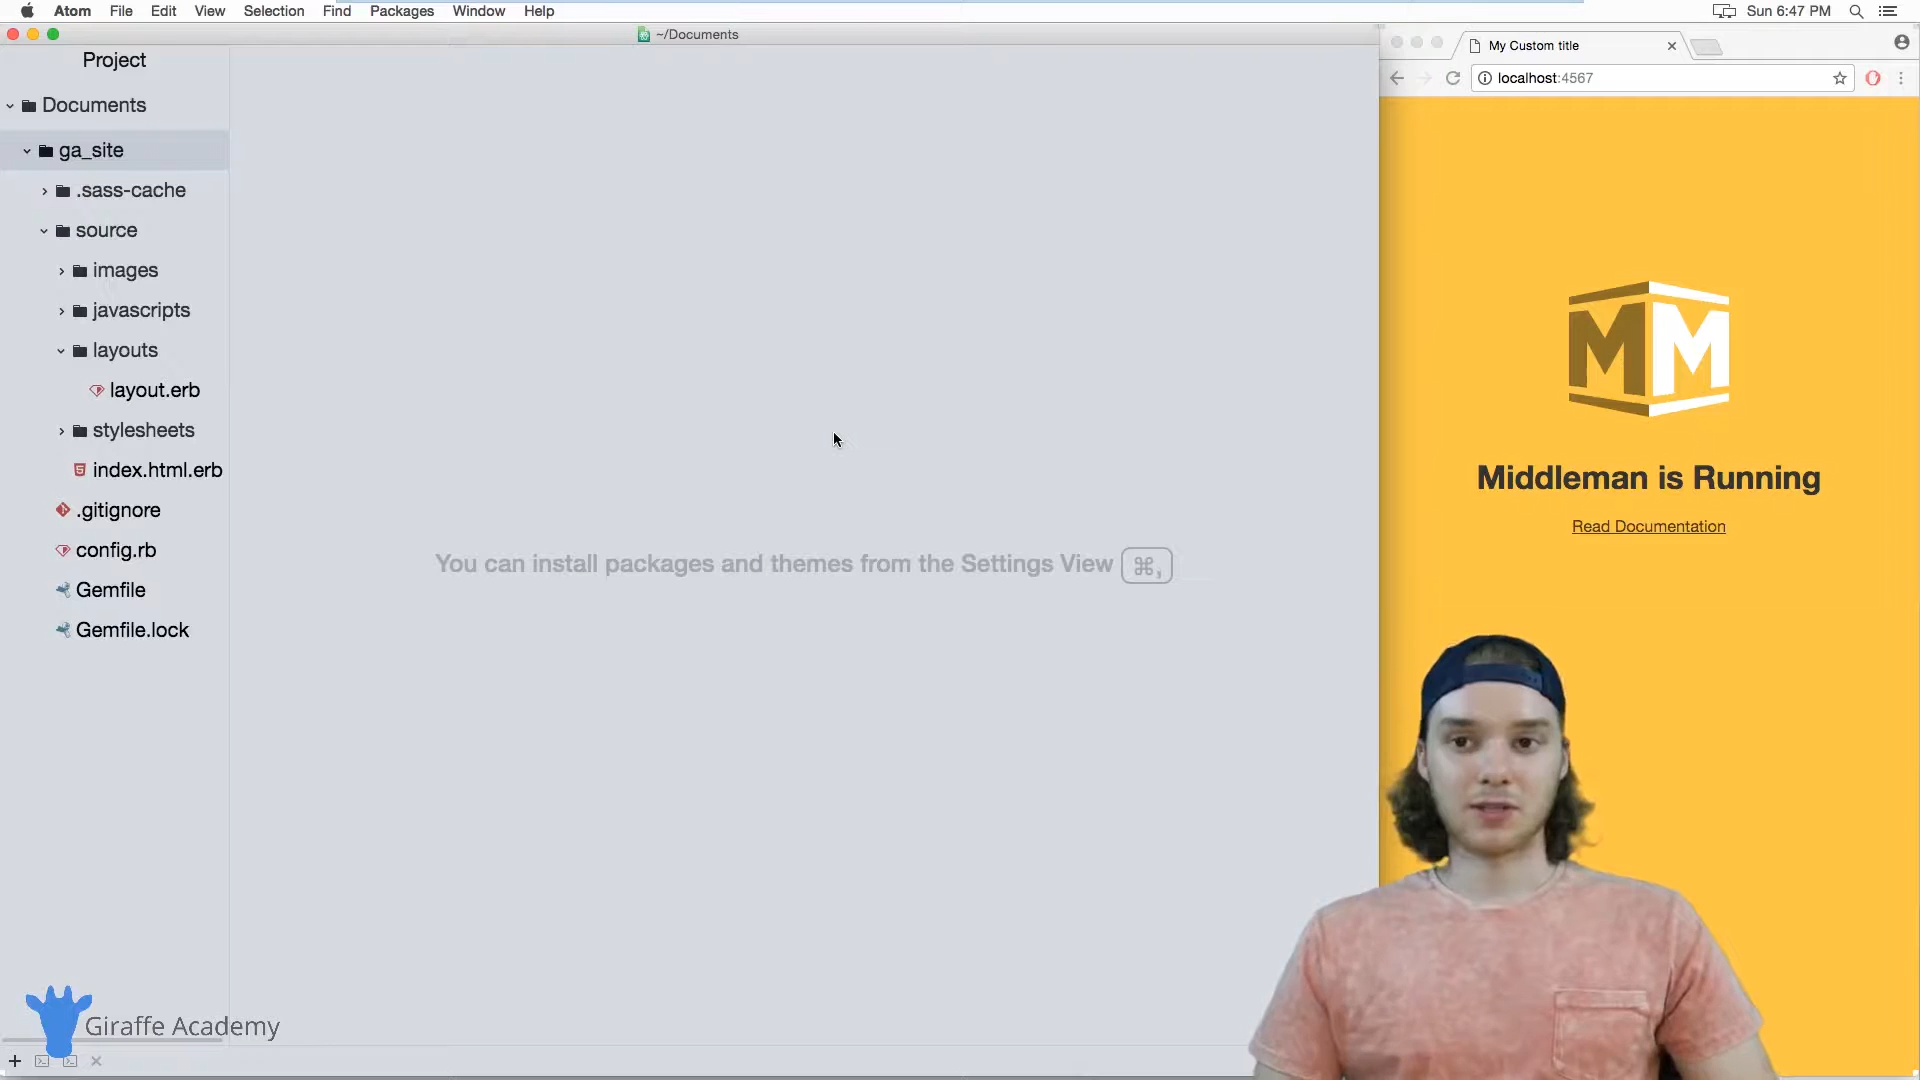 Atom File Edit View Selection Find Packages Window Help
Sun 6:47 PM
~/Documents
My Custom title
localhost:4567
Project
Documents
ga_site
.sass-cache
source
images
javascripts
layouts
layout.erb
stylesheets
index.html.erb
.gitignore
config.rb
Gemfile
Gemfile.lock
You can install packages and themes from the Settings View ⌘,
MM
Middleman is Running
Read Documentation
Giraffe Academy